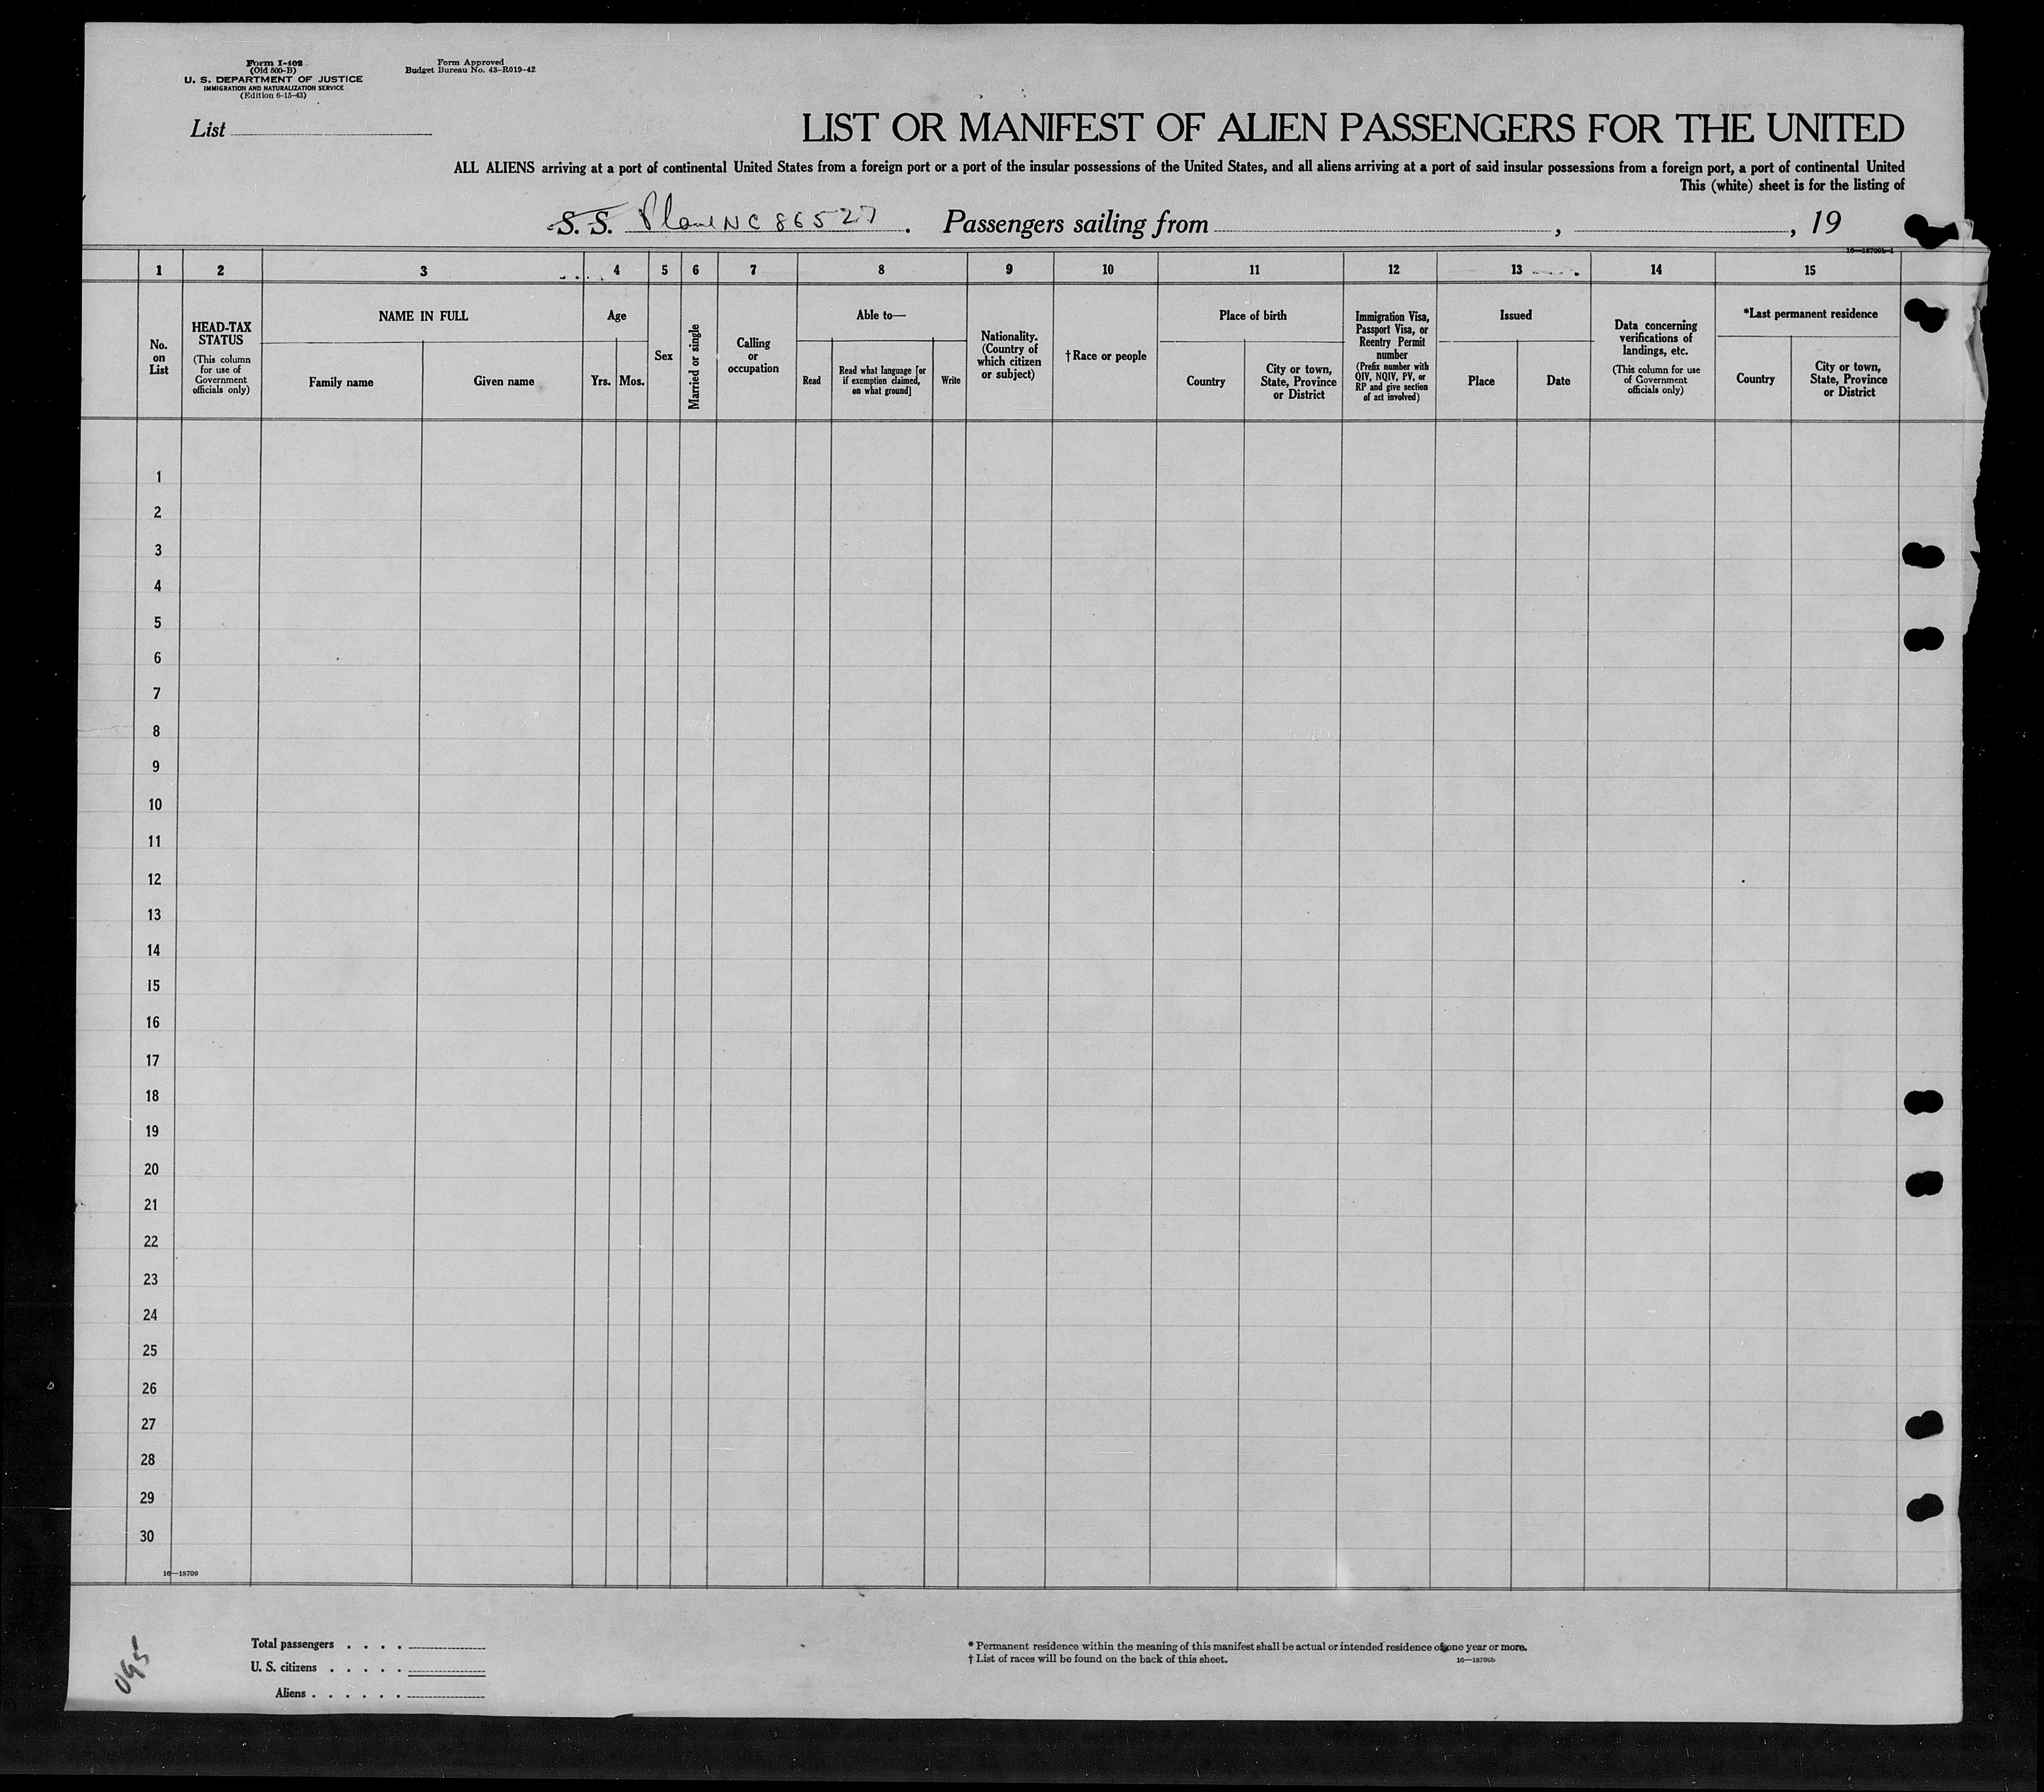 Form I-402
(Old 500-B)
U. S. DEPARTMENT OF JUSTICE
IMMIGRATION AND NATURALIZATION SERVICE
(Edition 6-15-43)
Form Approved
Budget Bureau No. 43-R019-42
List
LIST OR MANIFEST OF ALIEN PASSENGERS FOR THE UNITED
ALL ALIENS arriving at a port of continental United States from a foreign port or a port of the insular possessions of the United States, and all aliens arriving at a port of said insular possessions from a foreign port, a port of continental United
This (white) sheet is for the listing of
S. S. Plane NC 86527. Passengers sailing from , , 19
16—18709b-1
1 2 3 4 5 6 7 8 9 10 11 12 13 14 15
No.
on
List
HEAD-TAX
STATUS
(This column
for use of
Government
officials only)
NAME IN FULL
Family name
Given name
Age
Yrs.
Mos.
Sex
Married or single
Calling
or
occupation
Able to—
Read
Read what language [or
if exemption claimed,
on what ground]
Write
Nationality.
(Country of
which citizen
or subject)
†Race or people
Place of birth
Country
City or town,
State, Province
or District
Immigration Visa,
Passport Visa, or
Reentry Permit
number
(Prefix number with
QIV, NQIV, PV, or
RP and give section
of act involved)
Issued
Place
Date
Data concerning
verifications of
landings, etc.
(This column for use
of Government
officials only)
*Last permanent residence
Country
City or town,
State, Province
or District
1
2
3
4
5
6
7
8
9
10
11
12
13
14
15
16
17
18
19
20
21
22
23
24
25
26
27
28
29
30
16—18709
Total passengers . . . .
U. S. citizens . . . . .
Aliens . . . . . .
* Permanent residence within the meaning of this manifest shall be actual or intended residence of one year or more.
† List of races will be found on the back of this sheet.
16—18709b